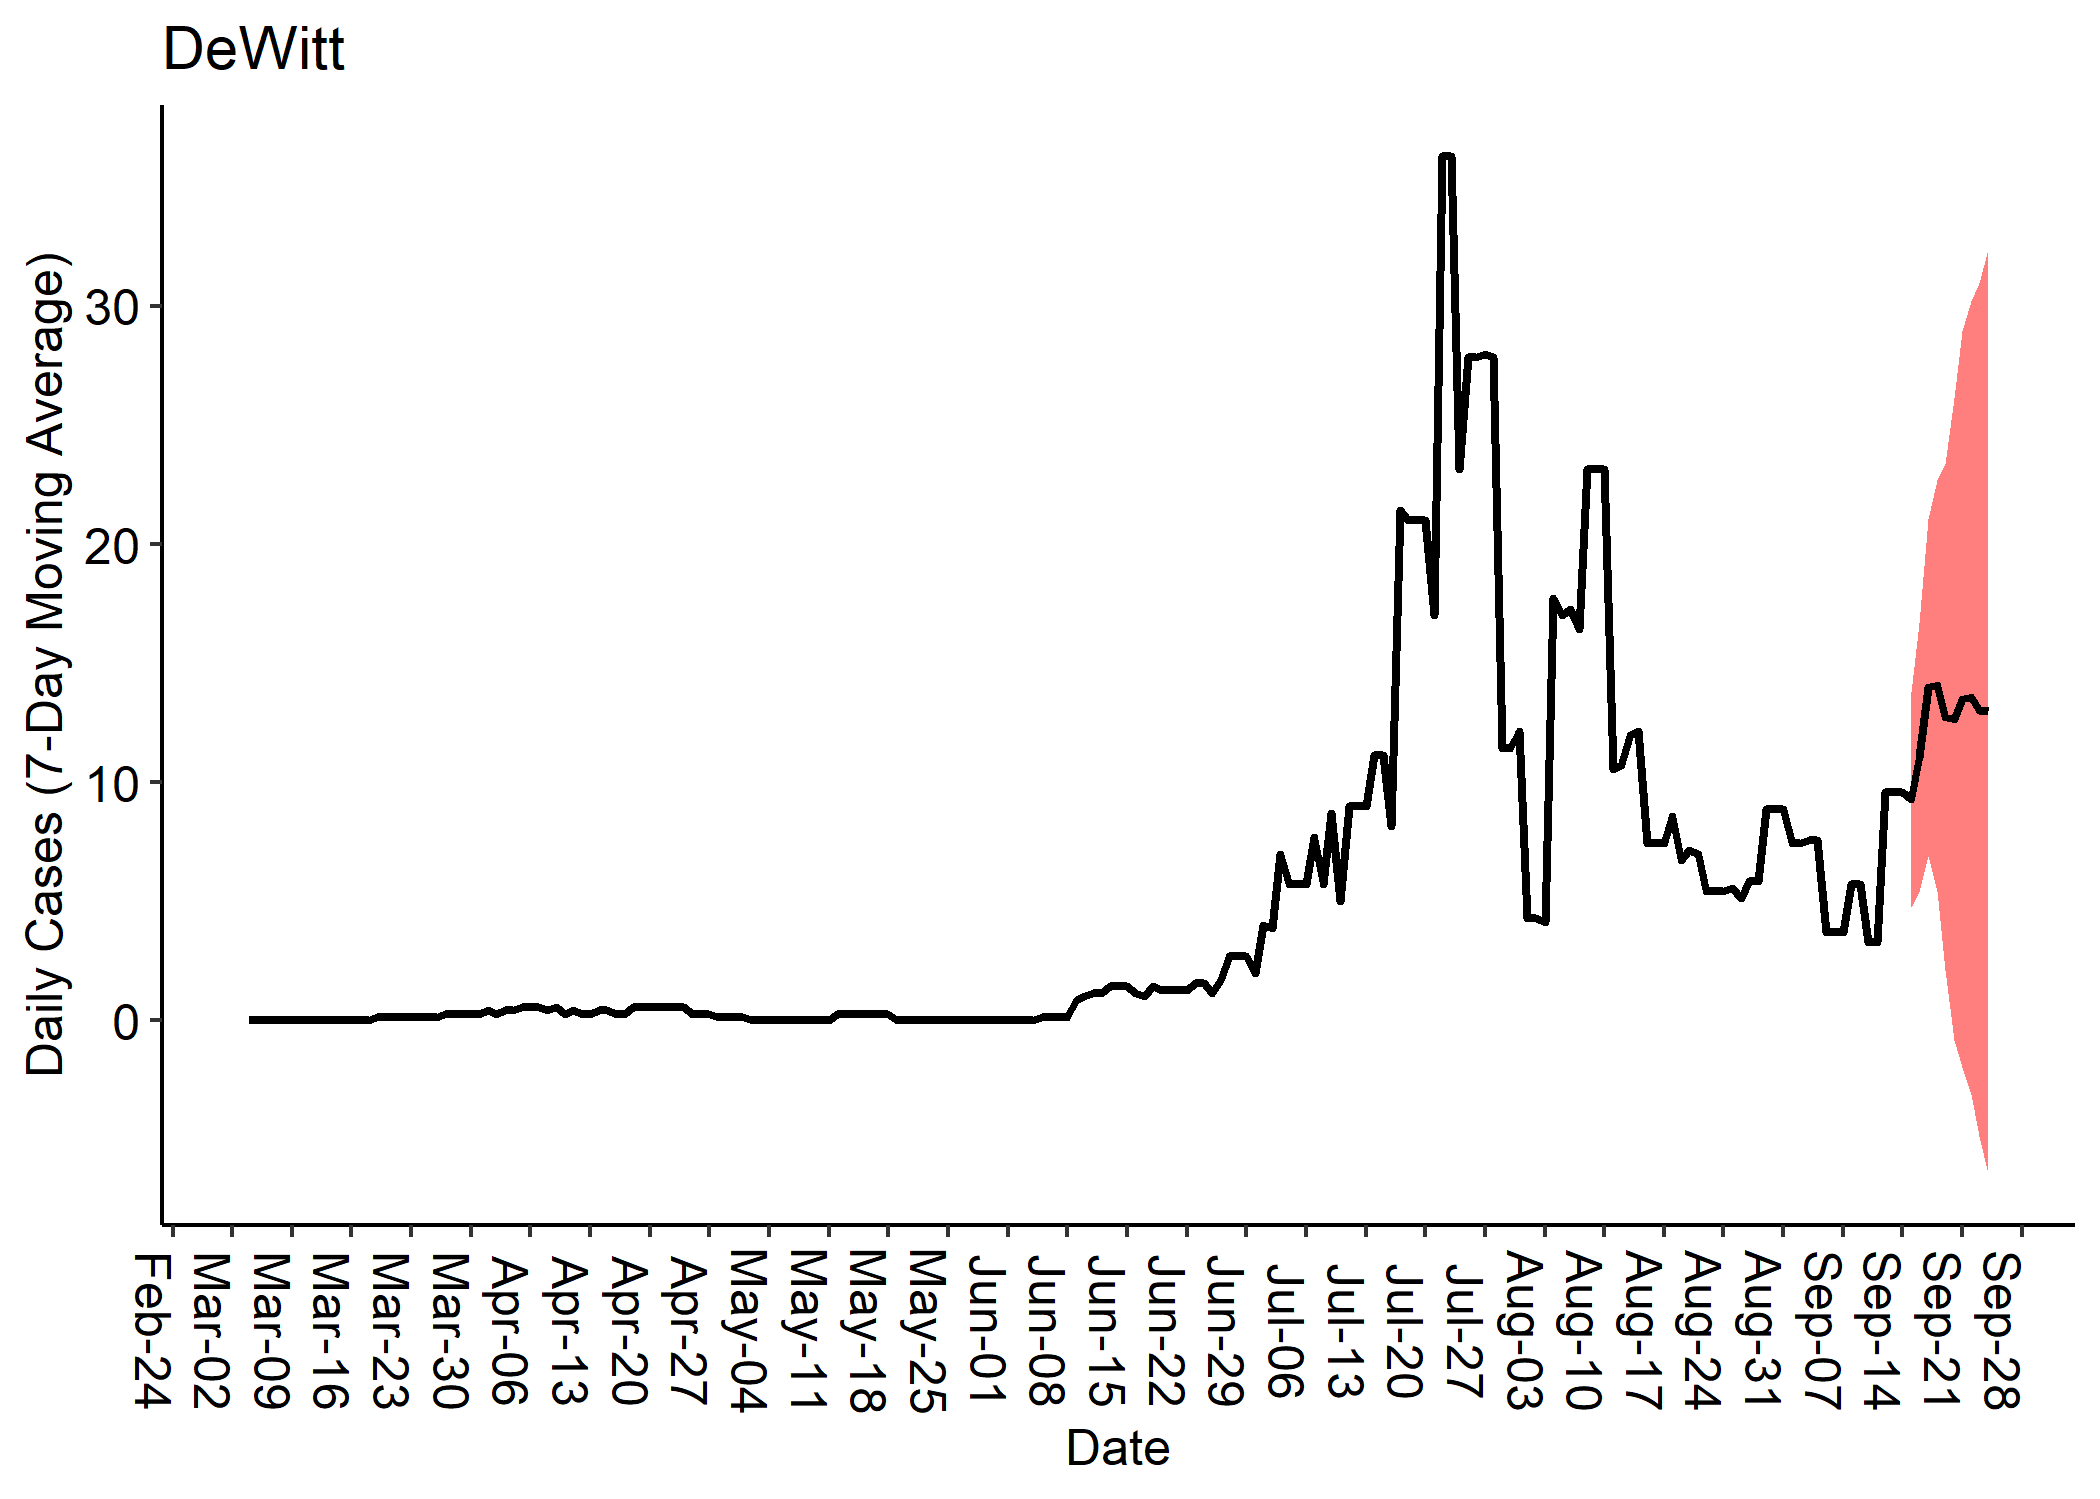 DeWitt
Daily Cases (7-Day Moving Average)
30
20
10
0
Feb-24
Mar-02
Mar-09
Mar-16
Mar-23
Mar-30
Apr-06
Apr-13
Apr-20
Apr-27
May-04
May-11
May-18
May-25
Jun-01
Jun-08
Jun-15
Jun-22
Jun-29
Jul-06
Jul-13
Jul-20
Jul-27
Aug-03
Aug-10
Aug-17
Aug-24
Aug-31
Sep-07
Sep-14
Sep-21
Sep-28
Date